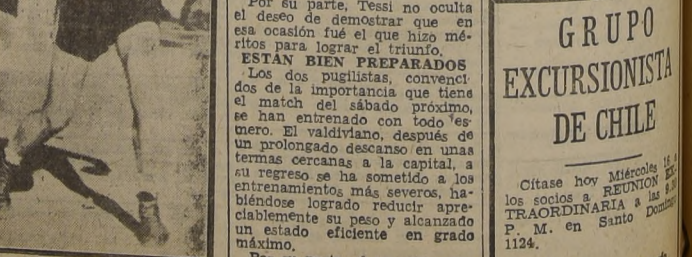 Por su parte, Tessi no oculta
el deseo de demostrar que en
esa ocasión fué el que hizo mé-
ritos para lograr el triunfo.
ESTAN BIEN PREPARADOS
Los dos pugilistas, convenci-
dos de la importancia que tiene
el match del sábado próximo,
se han entrenado con todo es-
mero. El valdiviano, después de
un prolongado descanso en unas
termas cercanas a la capital, a
su regreso se ha sometido a los
entrenamientos más severos, ha-
biéndose logrado reducir apre-
ciablemente su peso y alcanzado
un estado eficiente en grado
máximo.
GRUPO
EXCURSIONISTA
DE CHILE
Cítase hoy Miércoles 16 a
los socios a REUNION EX-
TRAORDINARIA a las
P. M. en Santo Domingo
1124.